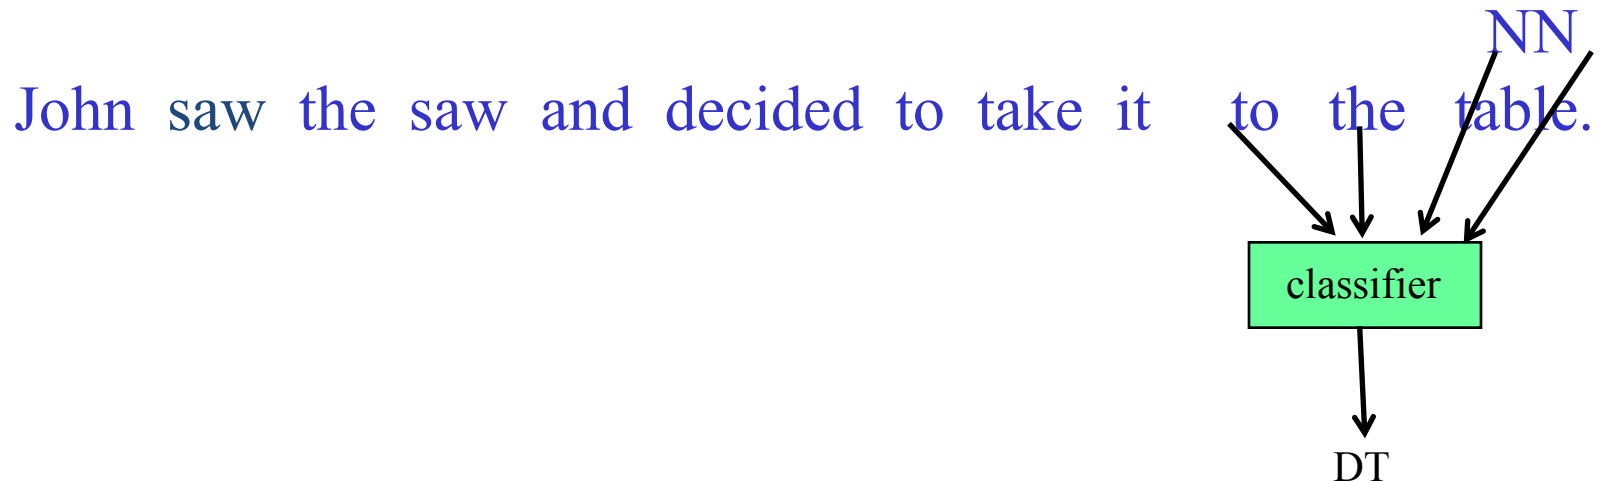 NN
John saw the saw and decided to take it to the table.
classifier
DT